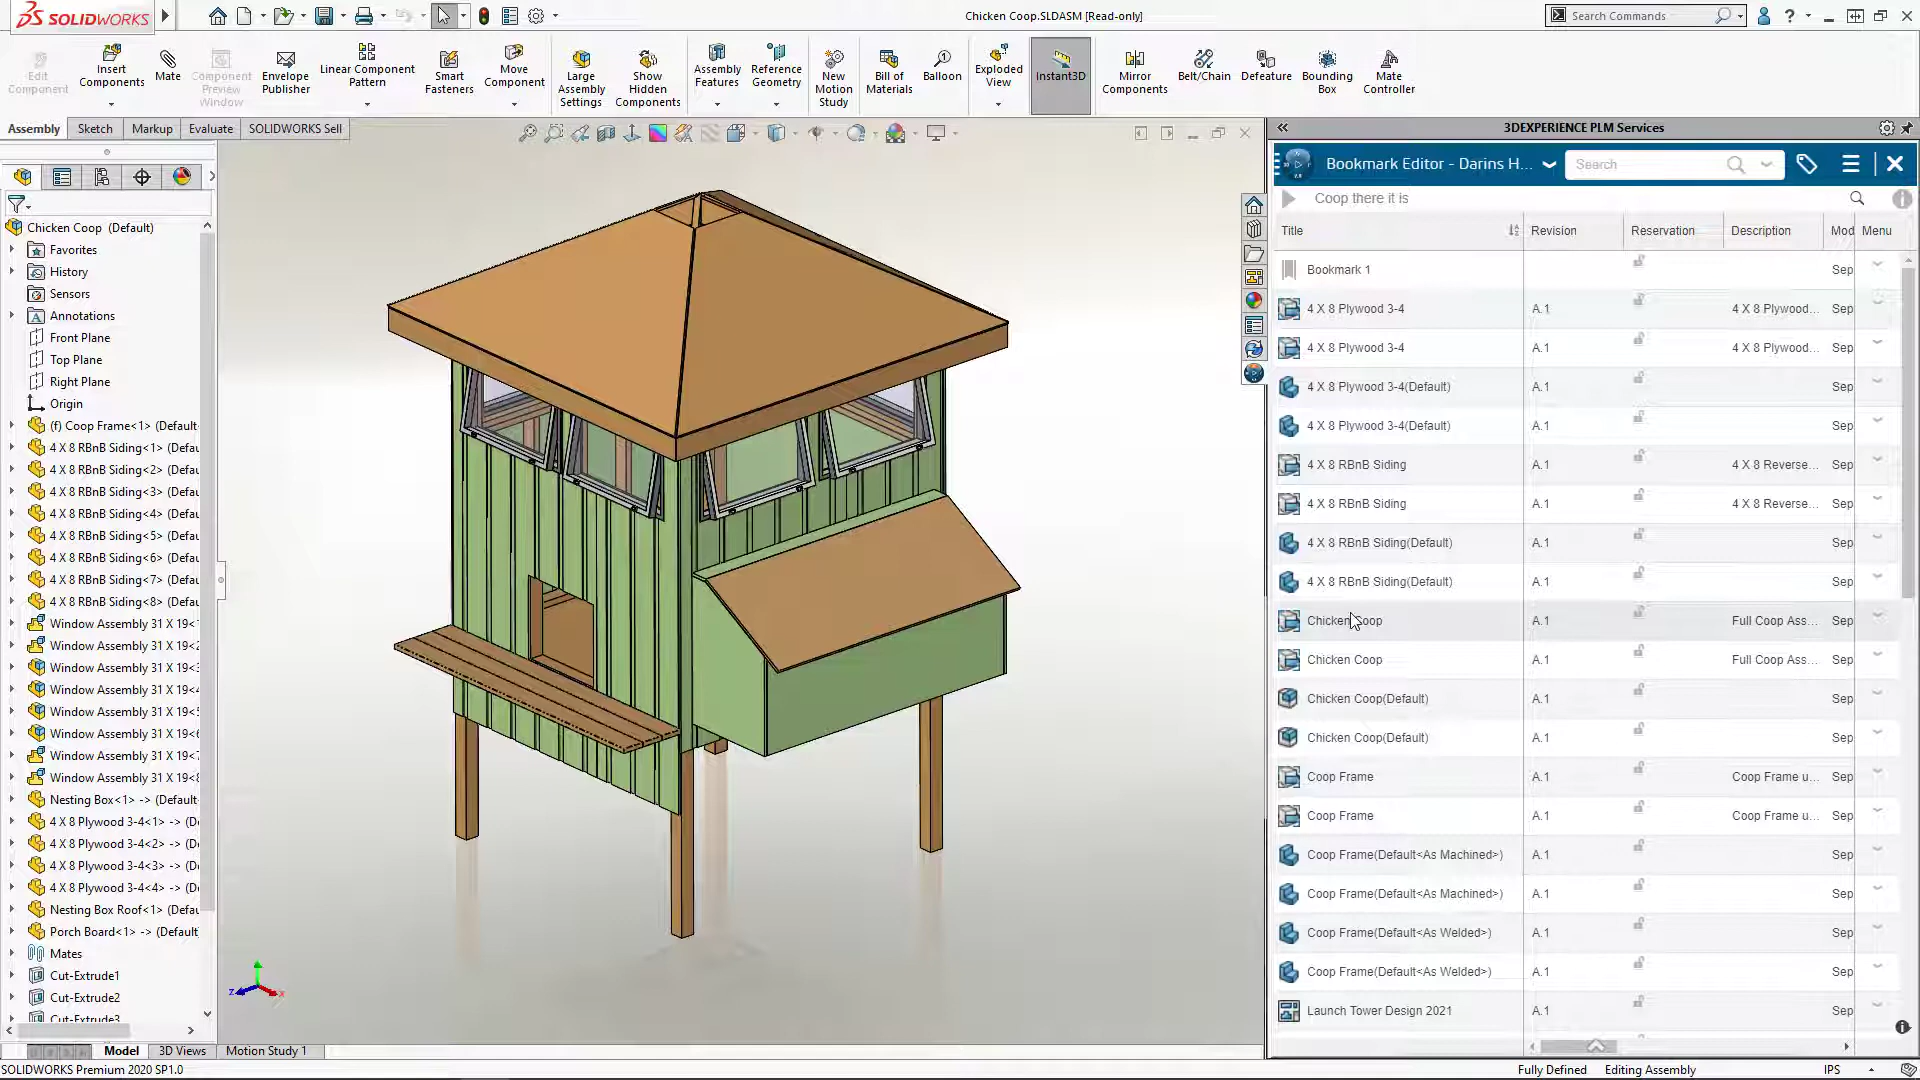 SOLIDWORKS
Chicken Coop.SLDASM [Read-only]
Search Commands
Edit Component
Insert Components
Mate
Component Preview Window
Envelope Publisher
Linear Component Pattern
Smart Fasteners
Move Component
Large Assembly Settings
Show Hidden Components
Assembly Features
Reference Geometry
New Motion Study
Bill of Materials
Balloon
Exploded View
Instant3D
Mirror Components
Belt/Chain
Defeature
Bounding Box
Mate Controller
Assembly Sketch Markup Evaluate SOLIDWORKS Sell
Chicken Coop (Default)
Favorites
History
Sensors
Annotations
Front Plane
Top Plane
Right Plane
Origin
(f) Coop Frame<1> (Default
4 X 8 RBnB Siding<1> (Defau
4 X 8 RBnB Siding<2> (Defau
4 X 8 RBnB Siding<3> (Defau
4 X 8 RBnB Siding<4> (Defau
4 X 8 RBnB Siding<5> (Defau
4 X 8 RBnB Siding<6> (Defau
4 X 8 RBnB Siding<7> (Defau
4 X 8 RBnB Siding<8> (Defau
Window Assembly 31 X 19<
Window Assembly 31 X 19<2
Window Assembly 31 X 19<3
Window Assembly 31 X 19<4
Window Assembly 31 X 19<5
Window Assembly 31 X 19<6
Window Assembly 31 X 19<7
Window Assembly 31 X 19<8
Nesting Box<1> -> (Default
4 X 8 Plywood 3-4<1> -> (D
4 X 8 Plywood 3-4<2> -> (D
4 X 8 Plywood 3-4<3> -> (D
4 X 8 Plywood 3-4<4> -> (D
Nesting Box Roof<1> (Defau
Porch Board<1> -> (Default
Mates
Cut-Extrude1
Cut-Extrude2
Cut-Extrude3
Model 3D Views Motion Study 1
SOLIDWORKS Premium 2020 SP1.0
Fully Defined Editing Assembly IPS
3DEXPERIENCE PLM Services
Bookmark Editor - Darins H... Search
Coop there it is
Title Revision Reservation Description Mod Menu
Bookmark 1 Sep
4 X 8 Plywood 3-4 A.1 4 X 8 Plywood... Sep
4 X 8 Plywood 3-4 A.1 4 X 8 Plywood... Sep
4 X 8 Plywood 3-4(Default) A.1 Sep
4 X 8 Plywood 3-4(Default) A.1 Sep
4 X 8 RBnB Siding A.1 4 X 8 Reverse... Sep
4 X 8 RBnB Siding A.1 4 X 8 Reverse... Sep
4 X 8 RBnB Siding(Default) A.1 Sep
4 X 8 RBnB Siding(Default) A.1 Sep
Chicken Coop A.1 Full Coop Ass... Sep
Chicken Coop A.1 Full Coop Ass... Sep
Chicken Coop(Default) A.1 Sep
Chicken Coop(Default) A.1 Sep
Coop Frame A.1 Coop Frame u... Sep
Coop Frame A.1 Coop Frame u... Sep
Coop Frame(Default<As Machined>) A.1 Sep
Coop Frame(Default<As Machined>) A.1 Sep
Coop Frame(Default<As Welded>) A.1 Sep
Coop Frame(Default<As Welded>) A.1 Sep
Launch Tower Design 2021 A.1 Sep